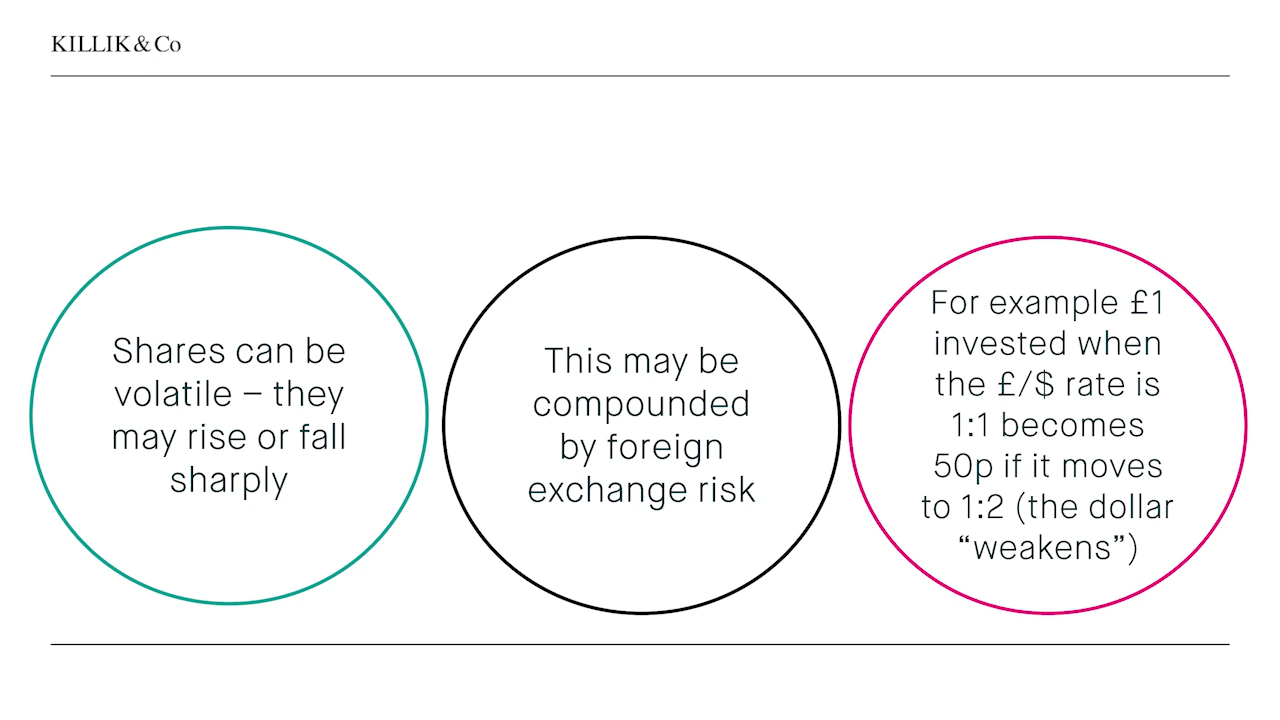 KILLIK & Co
Shares can be
volatile – they
may rise or fall
sharply
This may be
compounded
by foreign
exchange risk
For example £1
invested when
the £/$ rate is
1:1 becomes
50p if it moves
to 1:2 (the dollar
“weakens”)